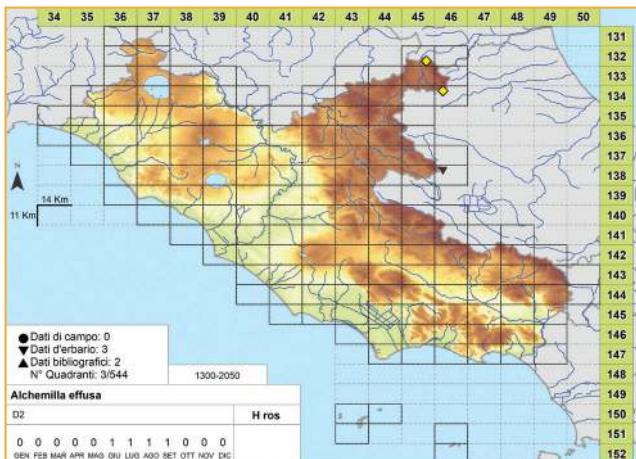 34 35 36 37 38 39 40 41 42 43 44 45 46 47 48 49 50
131
132
133
134
135
136
137
138
139
140
141
142
143
144
145
146
147
148
149
150
151
152
N
14 Km
11 Km
Dati di campo: 0
Dati d'erbario: 3
Dati bibliografici: 2
N° Quadranti: 3/544
1300-2050
Alchemilla effusa
D2
H ros
0 0 0 0 0 1 1 1 1 0 0 0
GEN FEB MAR APR MAG GIU LUG AGO SET OTT NOV DIC